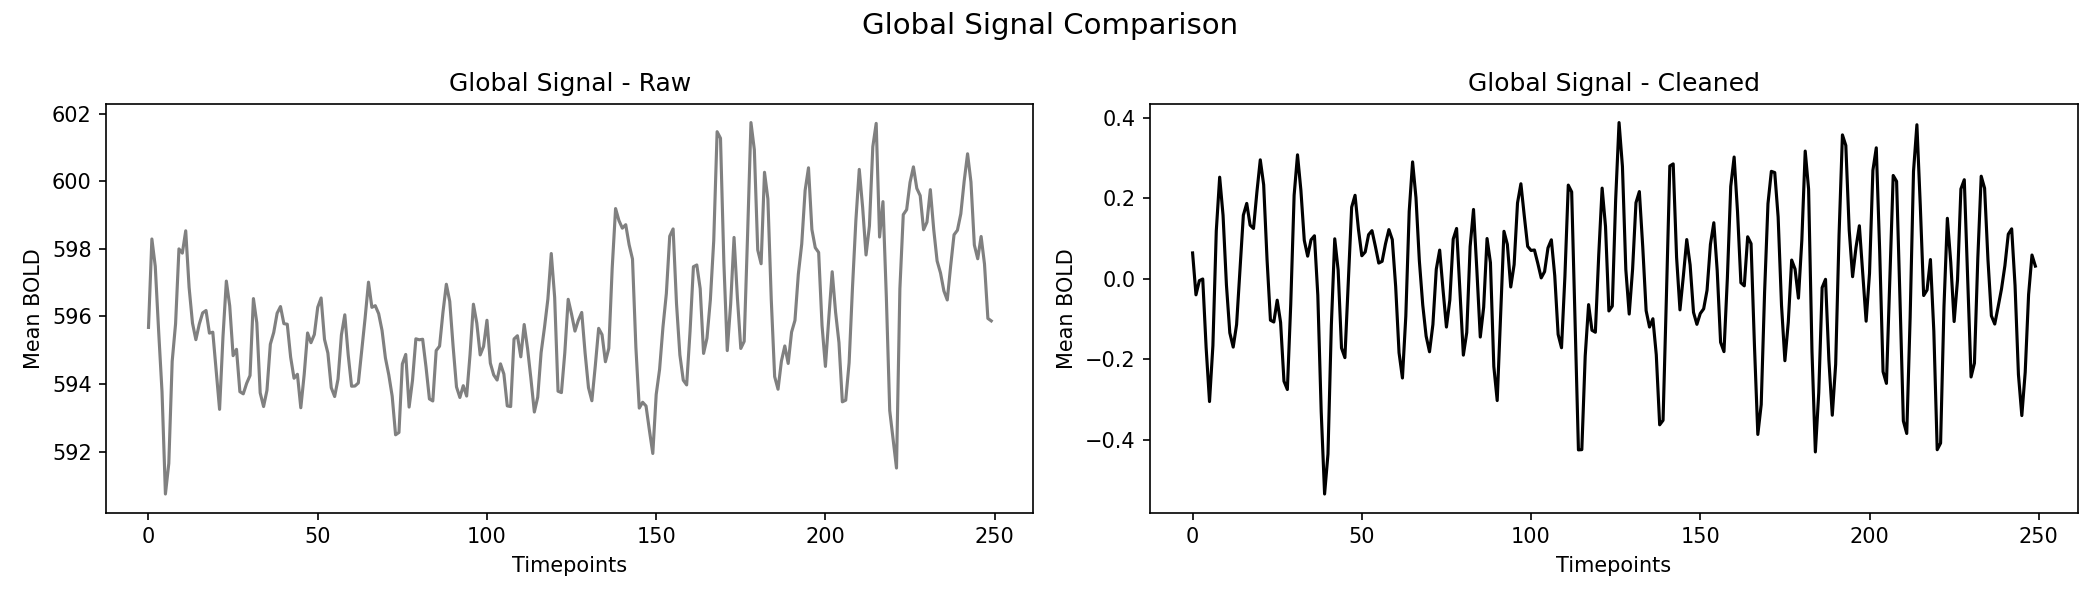 Global Signal Comparison
Global Signal - Raw
Mean BOLD
602
600
598
596
594
592
0 50 100 150 200 250
Timepoints
Global Signal - Cleaned
Mean BOLD
0.4
0.2
0.0
−0.2
−0.4
0 50 100 150 200 250
Timepoints